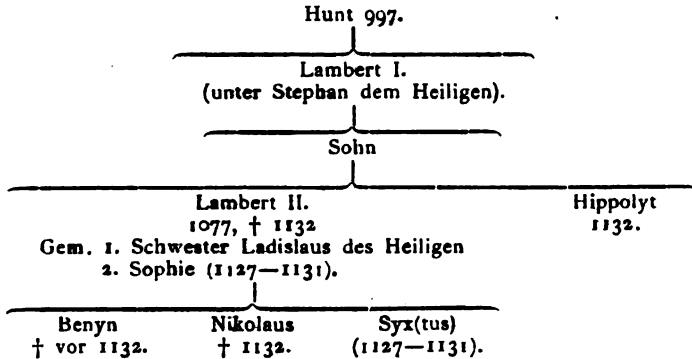 Hunt 997.
Lambert I.
(unter Stephan dem Heiligen).
Sohn
Lambert II. Hippolyt
1077, † 1132 1132.
Gem. 1. Schwester Ladislaus des Heiligen
2. Sophie (1127—1131).
Benyn Nikolaus Syx(tus)
† vor 1132. † 1132. (1127—1131).